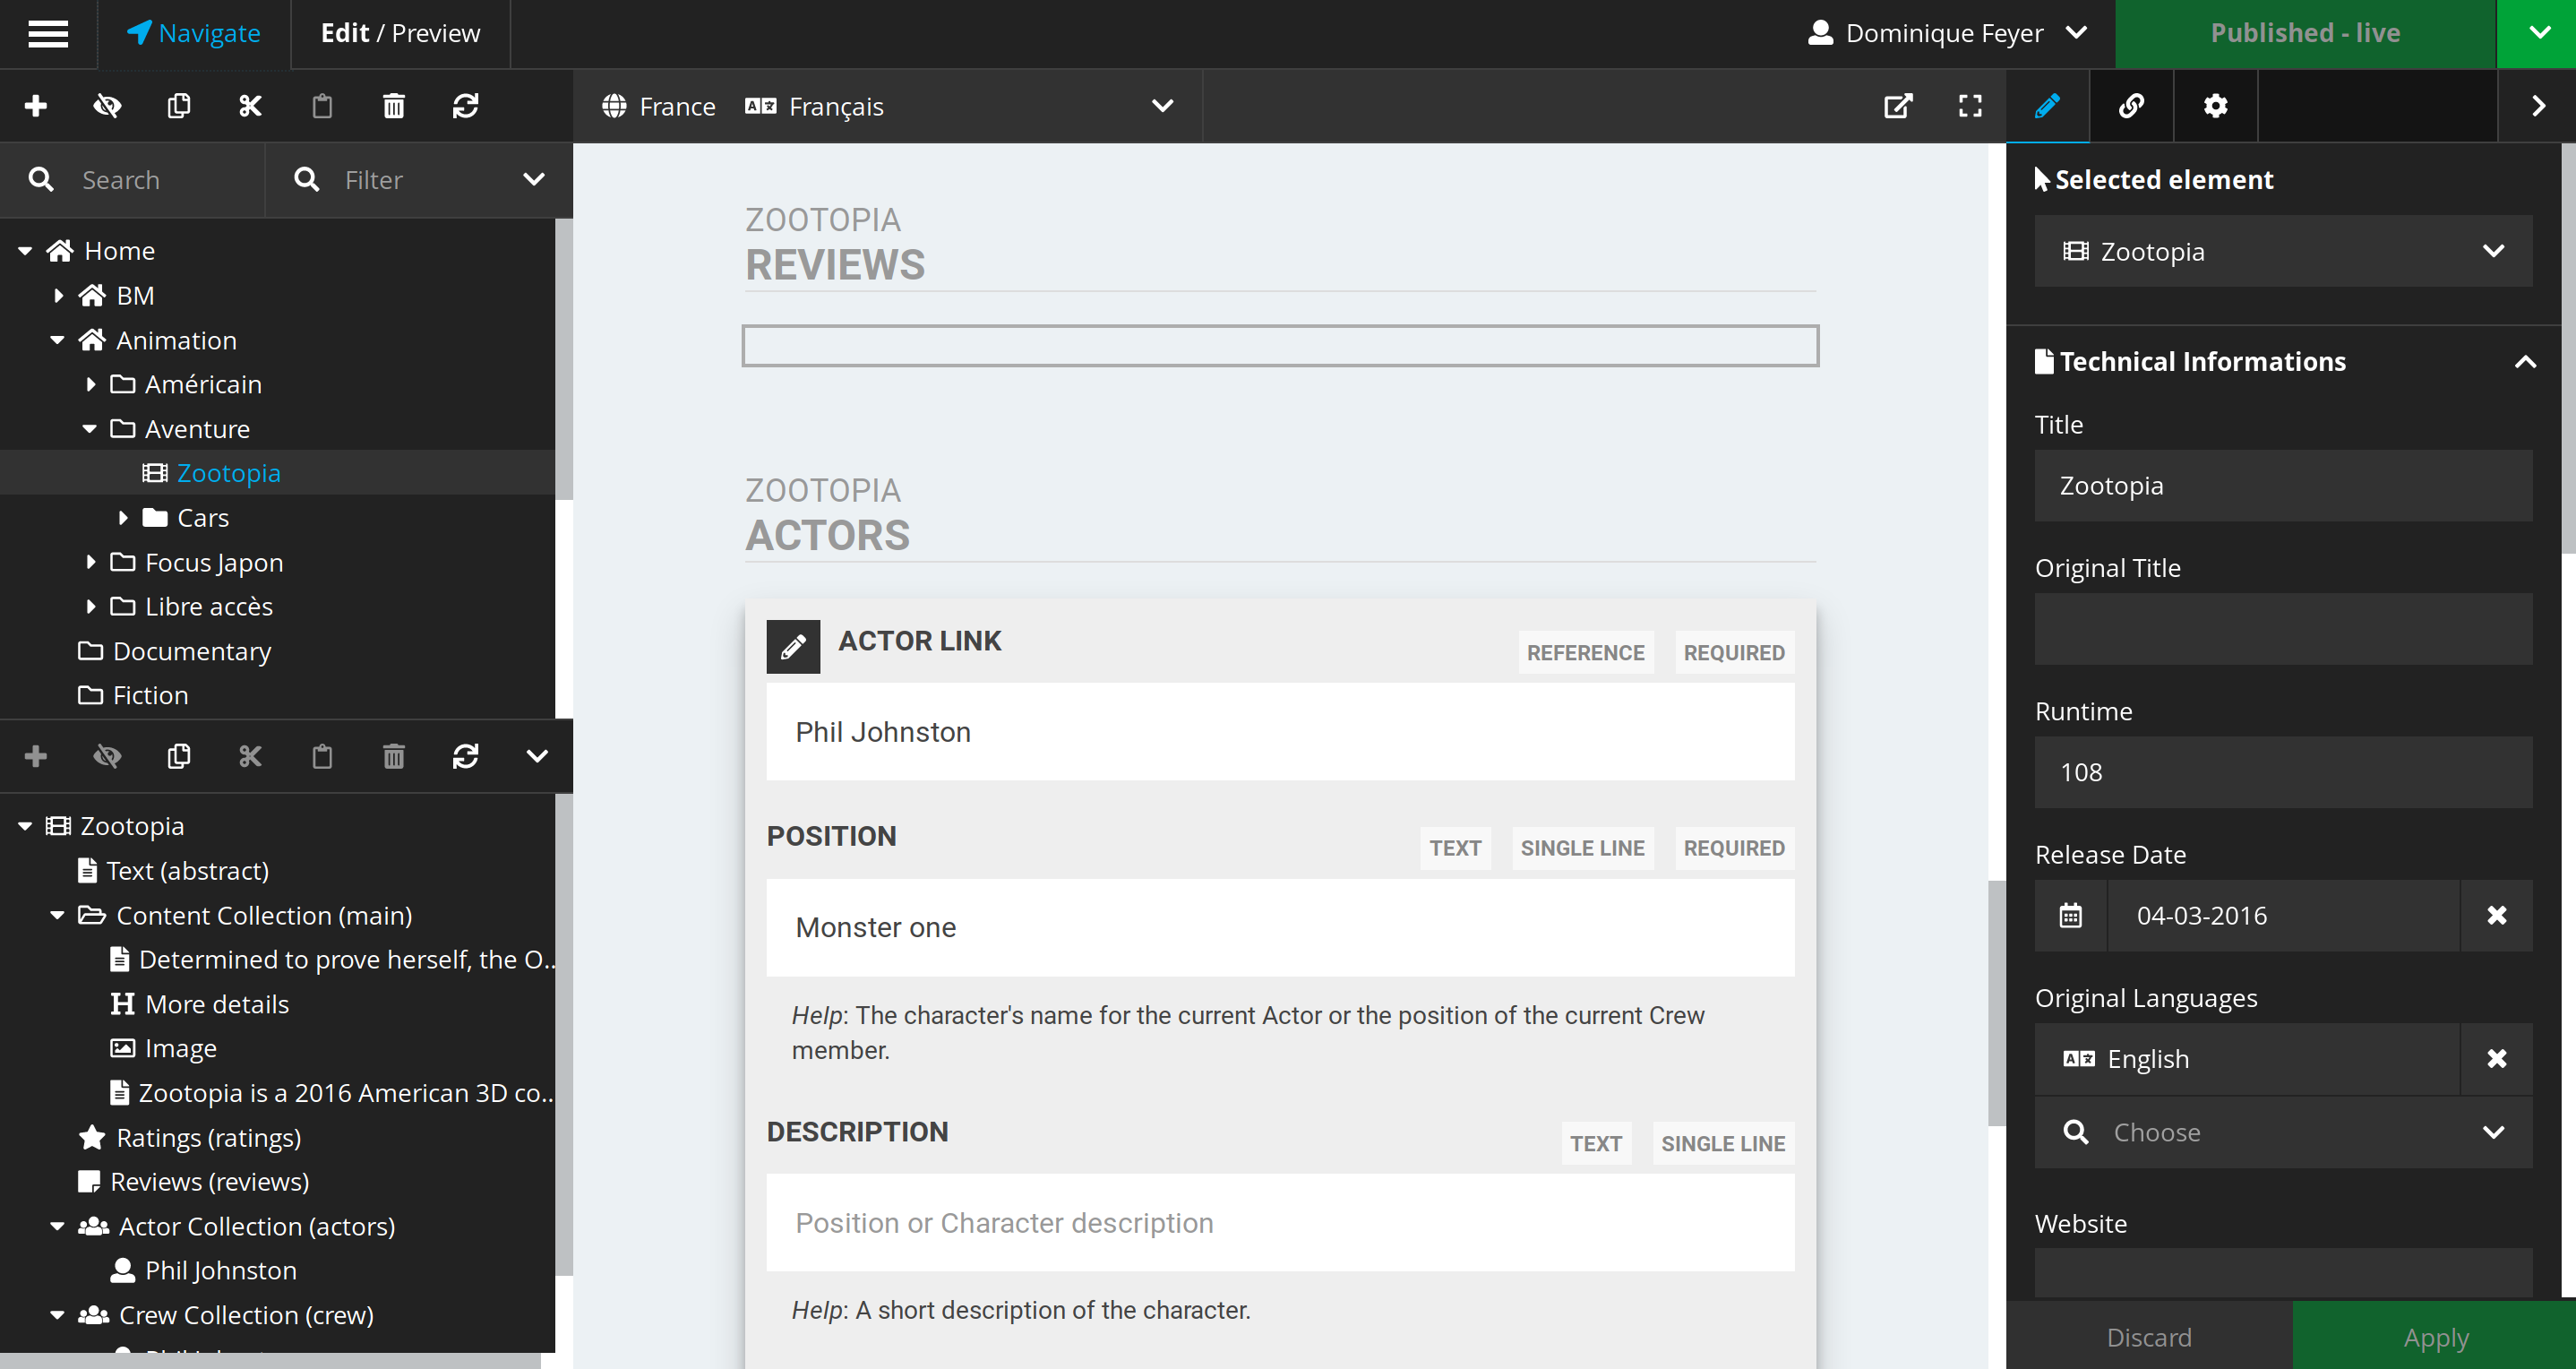 Navigate
Edit / Preview
Dominique Feyer
Published - live
Search
Filter
Home
BM
Animation
Américain
Aventure
Zootopia
Cars
Focus Japon
Libre accès
Documentary
Fiction
Zootopia
Text (abstract)
Content Collection (main)
Determined to prove herself, the O..
More details
Image
Zootopia is a 2016 American 3D co..
Ratings (ratings)
Reviews (reviews)
Actor Collection (actors)
Phil Johnston
Crew Collection (crew)
France Français
ZOOTOPIA
REVIEWS
ZOOTOPIA
ACTORS
ACTOR LINK
REFERENCE REQUIRED
Phil Johnston
POSITION
TEXT SINGLE LINE REQUIRED
Monster one
Help: The character's name for the current Actor or the position of the current Crew
member.
DESCRIPTION
TEXT SINGLE LINE
Position or Character description
Help: A short description of the character.
Selected element
Zootopia
Technical Informations
Title
Zootopia
Original Title
Runtime
108
Release Date
04-03-2016
Original Languages
English
Choose
Website
Discard
Apply